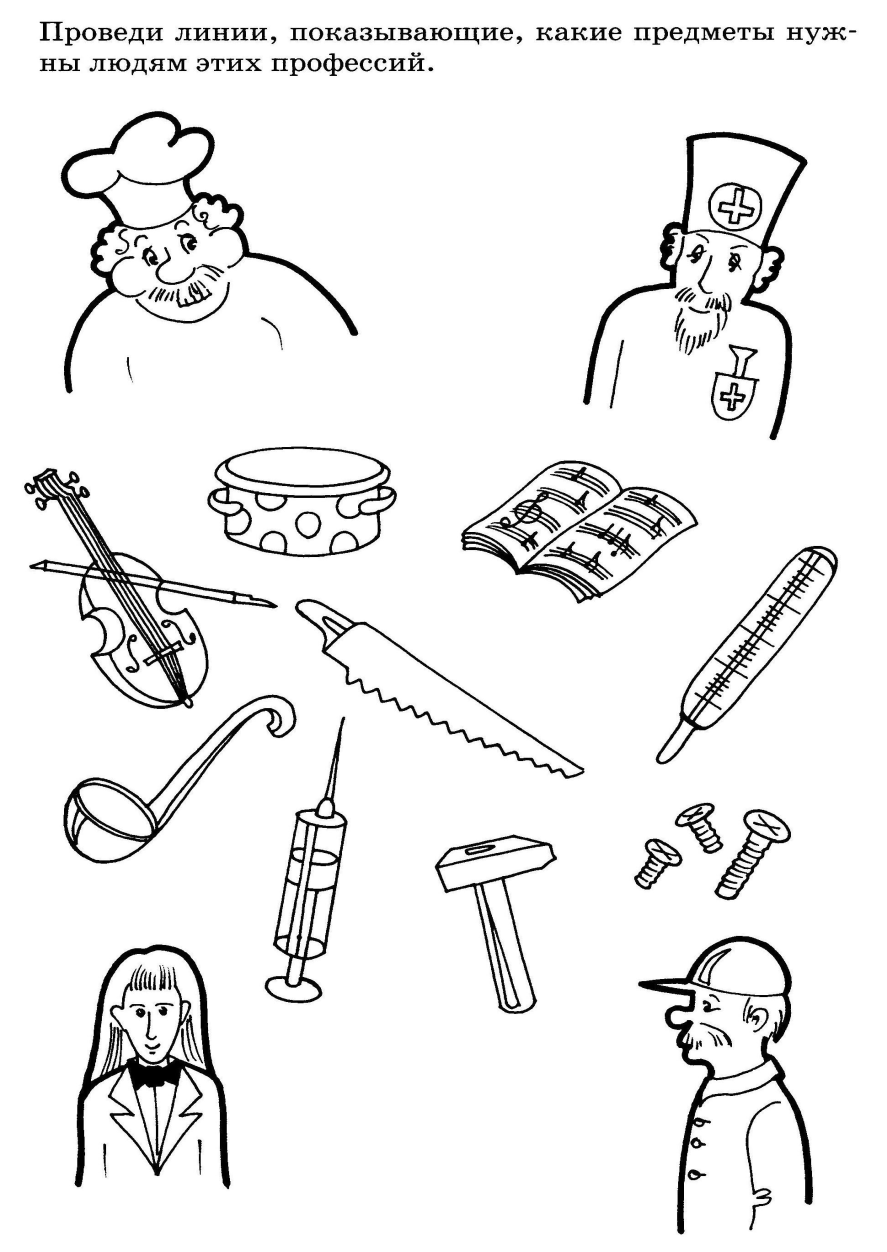 Проведи линии, показывающие, какие предметы нуж-
ны людям этих профессий.